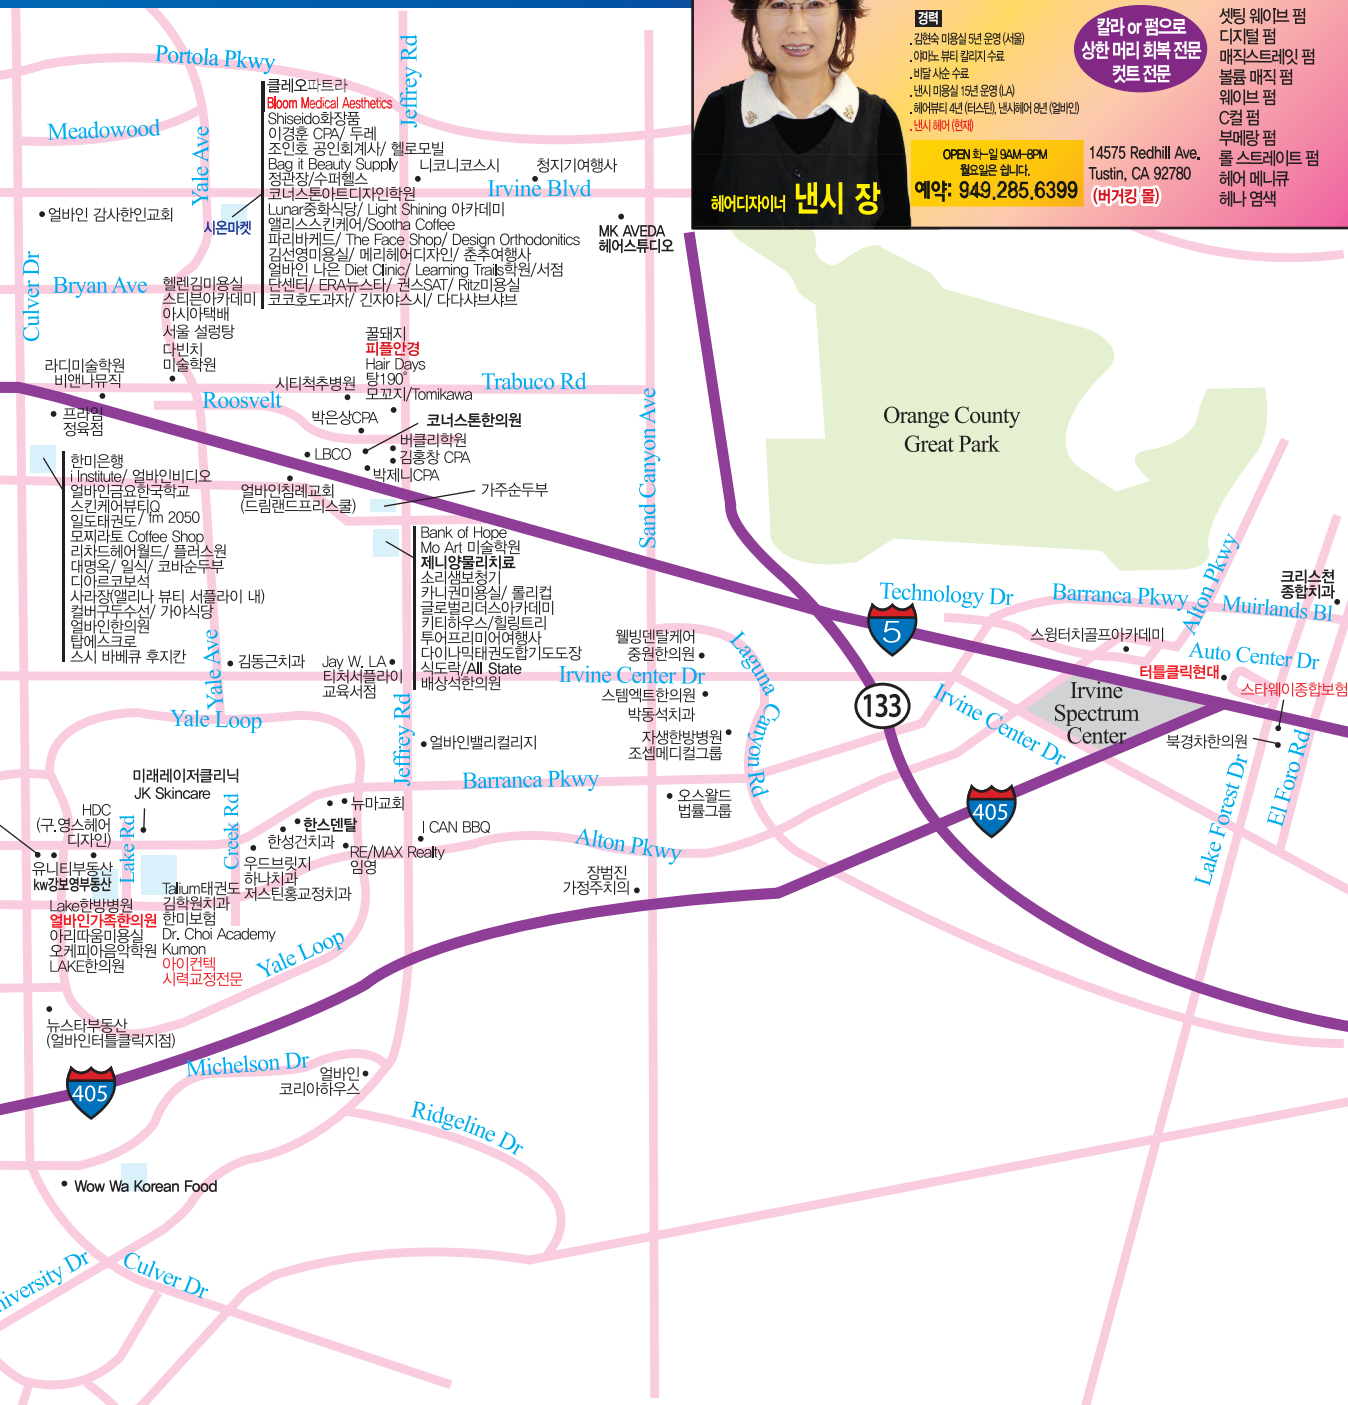 경력
. 김현숙 미용실 5년 운영 (서울)
. 야마노 뷰티 칼리지 수료
. 비달 사순 수료
. 낸시 미용실 15년 운영 (LA)
. 헤어뷰티 4년 (터스틴), 낸시헤어 8년 (얼바인)
. 낸시 헤어 (현재)
칼라 or 펌으로
상한 머리 회복 전문
컷트 전문
셋팅 웨이브 펌
디지털 펌
매직스트레잇 펌
볼륨 매직 펌
웨이브 펌
C컬 펌
부메랑 펌
롤 스트레이트 펌
헤어 메니큐
헤나 염색
OPEN 화-일 9AM-8PM
월요일은 쉽니다.
예약: 949.285.6399
14575 Redhill Ave.
Tustin, CA 92780
(버거킹 몰)
헤어디자이너 낸시 장
Portola Pkwy
Jeffrey Rd
Meadowood
Yale Ave
클레오파트라
Bloom Medical Aesthetics
Shiseido화장품
이경훈 CPA/ 두레
조인호 공인회계사/ 헬로모빌
Bag it Beauty Supply
정관장/수퍼헬스
코너스톤아트디자인학원
Lunar중화식당/ Light Shining 아카데미
앨리스스킨케어/Sootha Coffee
파리바케드/ The Face Shop/ Design Orthodonitics
김선영미용실/ 메리헤어디자인/ 춘추여행사
얼바인 나은 Diet Clinic/ Learning Trails학원/서점
단센터/ ERA뉴스타/ 권스SAT/ Ritz미용실
코코호도과자/ 긴자야스시/ 다다샤브샤브
니코니코스시
청지기여행사
Irvine Blvd
얼바인 감사한인교회
시온마켓
MK AVEDA
헤어스튜디오
Culver Dr
Bryan Ave
헬렌김미용실
스티븐아카데미
아시아택배
서울 설렁탕
다빈치
미술학원
꿀돼지
피플안경
Hair Days
탕190°
모꼬지/Tomikawa
라디미술학원
비앤나뮤직
시티척추병원
Trabuco Rd
Roosvelt
Sand Canyon Ave
프라임
정육점
박은상CPA
코너스톤한의원
버클리학원
김홍창 CPA
LBCO
박제니CPA
Orange County
Great Park
한미은행
i Institute/ 얼바인비디오
얼바인금요한국학교
스킨케어뷰티Q
일도태권도/ fm 2050
모찌라토 Coffee Shop
리차드헤어월드/ 플러스원
대명옥/ 일식/ 코바순두부
디아르코보석
사라장(앨리나 뷰티 서플라이 내)
컬버구두수선/ 가야식당
얼바인한의원
탑에스크로
스시 바베큐 후지칸
얼바인침례교회
(드림랜드프리스쿨)
가주순두부
Bank of Hope
Mo Art 미술학원
제니양물리치료
소리샘보청기
카니권미용실/ 롤리컵
글로벌리더스아카데미
키티하우스/힐링트리
투어프리미어여행사
다이나믹태권도합기도도장
식도락/All State
배상석한의원
Technology Dr
Barranca Pkwy
Alton Pkwy
크리스천
종합치과
Muirlands Bl
5
스윙터치골프아카데미
Auto Center Dr
터틀클릭현대
스타웨이종합보험
Yale Ave
김동근치과
Jay W. LA
티처서플라이
교육서점
웰빙덴탈케어
중원한의원
Irvine Center Dr
스템엑트한의원
박동석치과
자생한방병원
조셉메디컬그룹
Laguna Canyon Rd
133
Irvine Center Dr
Irvine
Spectrum
Center
북경차한의원
Yale Loop
Jeffrey Rd
얼바인밸리컬리지
Lake Forest Dr
El Foro Rd
미래레이저클리닉
JK Skincare
Barranca Pkwy
405
HDC
(구.영스헤어
디자인)
Lake Rd
Creek Rd
뉴마교회
한스덴탈
한성건치과
I CAN BBQ
오스왈드
법률그룹
RE/MAX Realty
임영
Alton Pkwy
유니티부동산
kw강보영부동산
우드브릿지
하나치과
저스틴홍교정치과
장범진
가정주치의
Lake한방병원
얼바인가족한의원
아리따움미용실
오케피아음악학원
LAKE한의원
Talium태권도
김학원치과
한미보험
Dr. Choi Academy
Kumon
아이컨텍
시력교정전문
Yale Loop
뉴스타부동산
(얼바인터틀클릭지점)
405
Michelson Dr
얼바인
코리아하우스
Ridgeline Dr
Wow Wa Korean Food
niversity Dr
Culver Dr